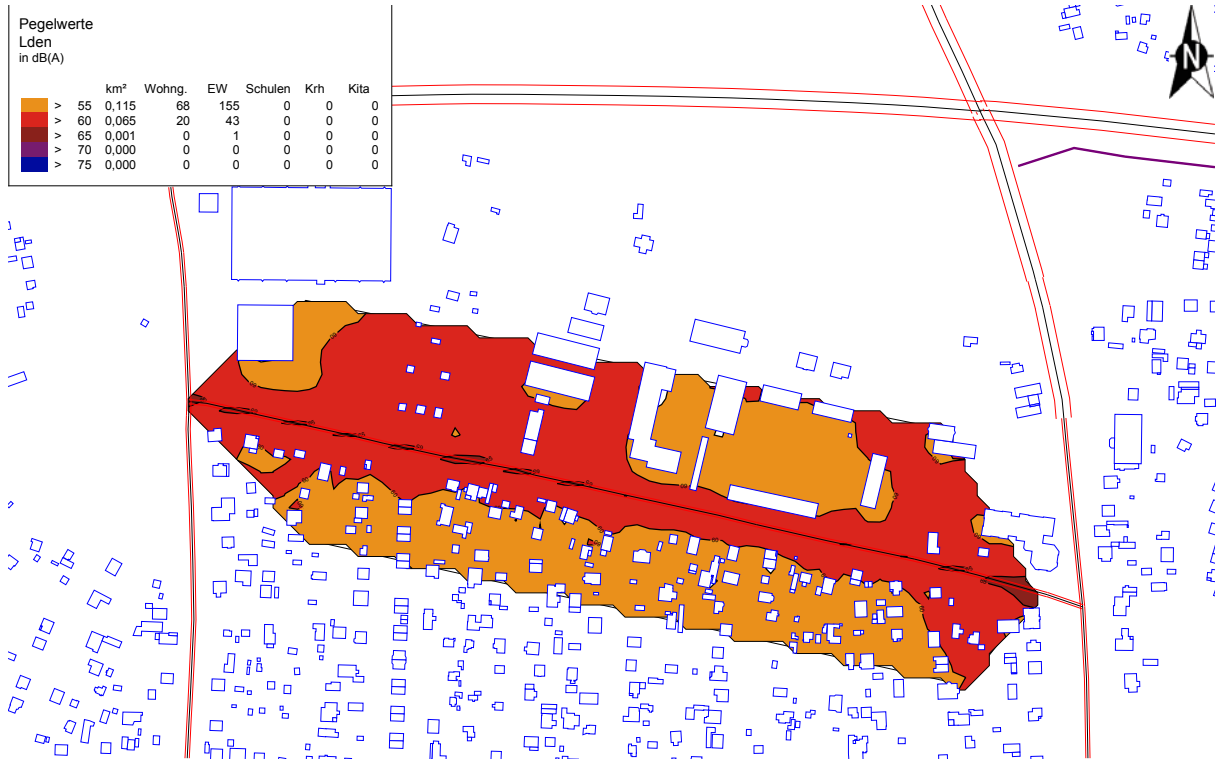 Pegelwerte
Lden
in dB(A)
km² Wohng. EW Schulen Krh Kita
> 55 0,115 68 155 0 0 0
> 60 0,065 20 43 0 0 0
> 65 0,001 0 1 0 0 0
> 70 0,000 0 0 0 0 0
> 75 0,000 0 0 0 0 0
N